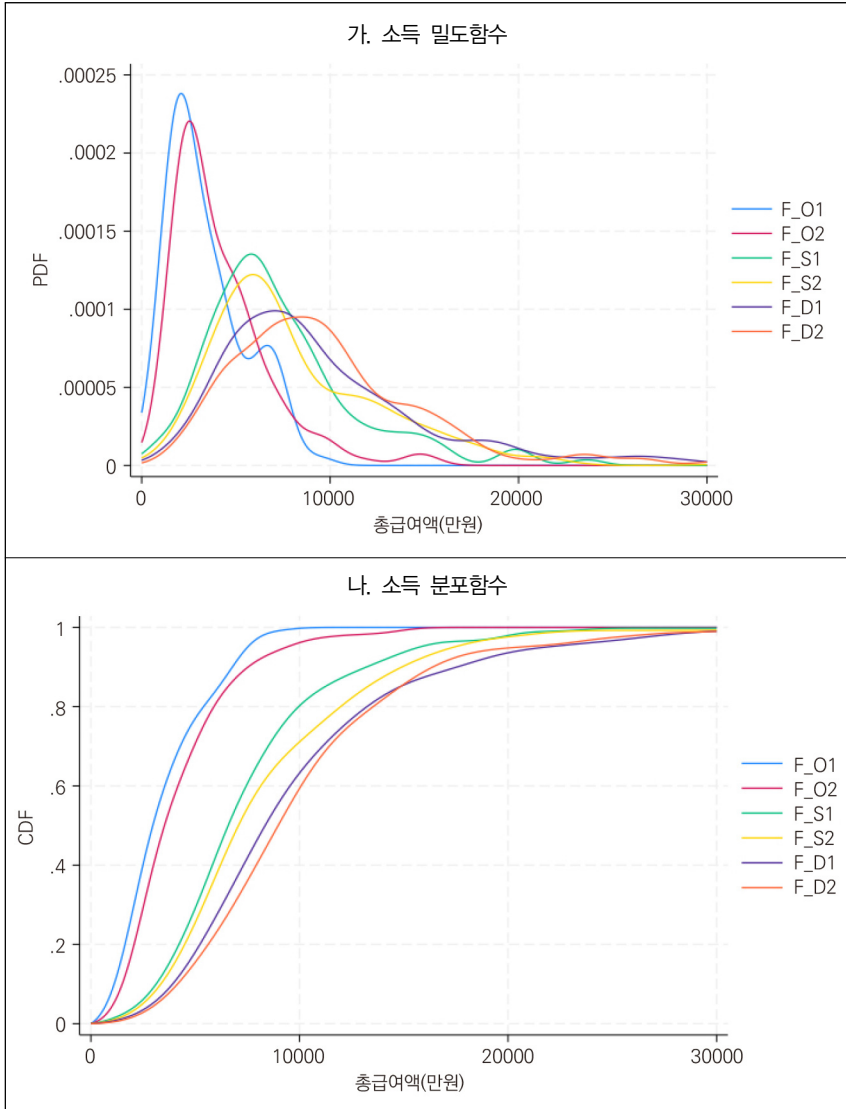 가. 소득 밀도함수
.00025
.0002
.00015
.0001
.00005
0
PDF
0 10000 20000 30000
총급여액(만원)
F_O1
F_O2
F_S1
F_S2
F_D1
F_D2
나. 소득 분포함수
1
.8
.6
.4
.2
0
CDF
0 10000 20000 30000
총급여액(만원)
F_O1
F_O2
F_S1
F_S2
F_D1
F_D2